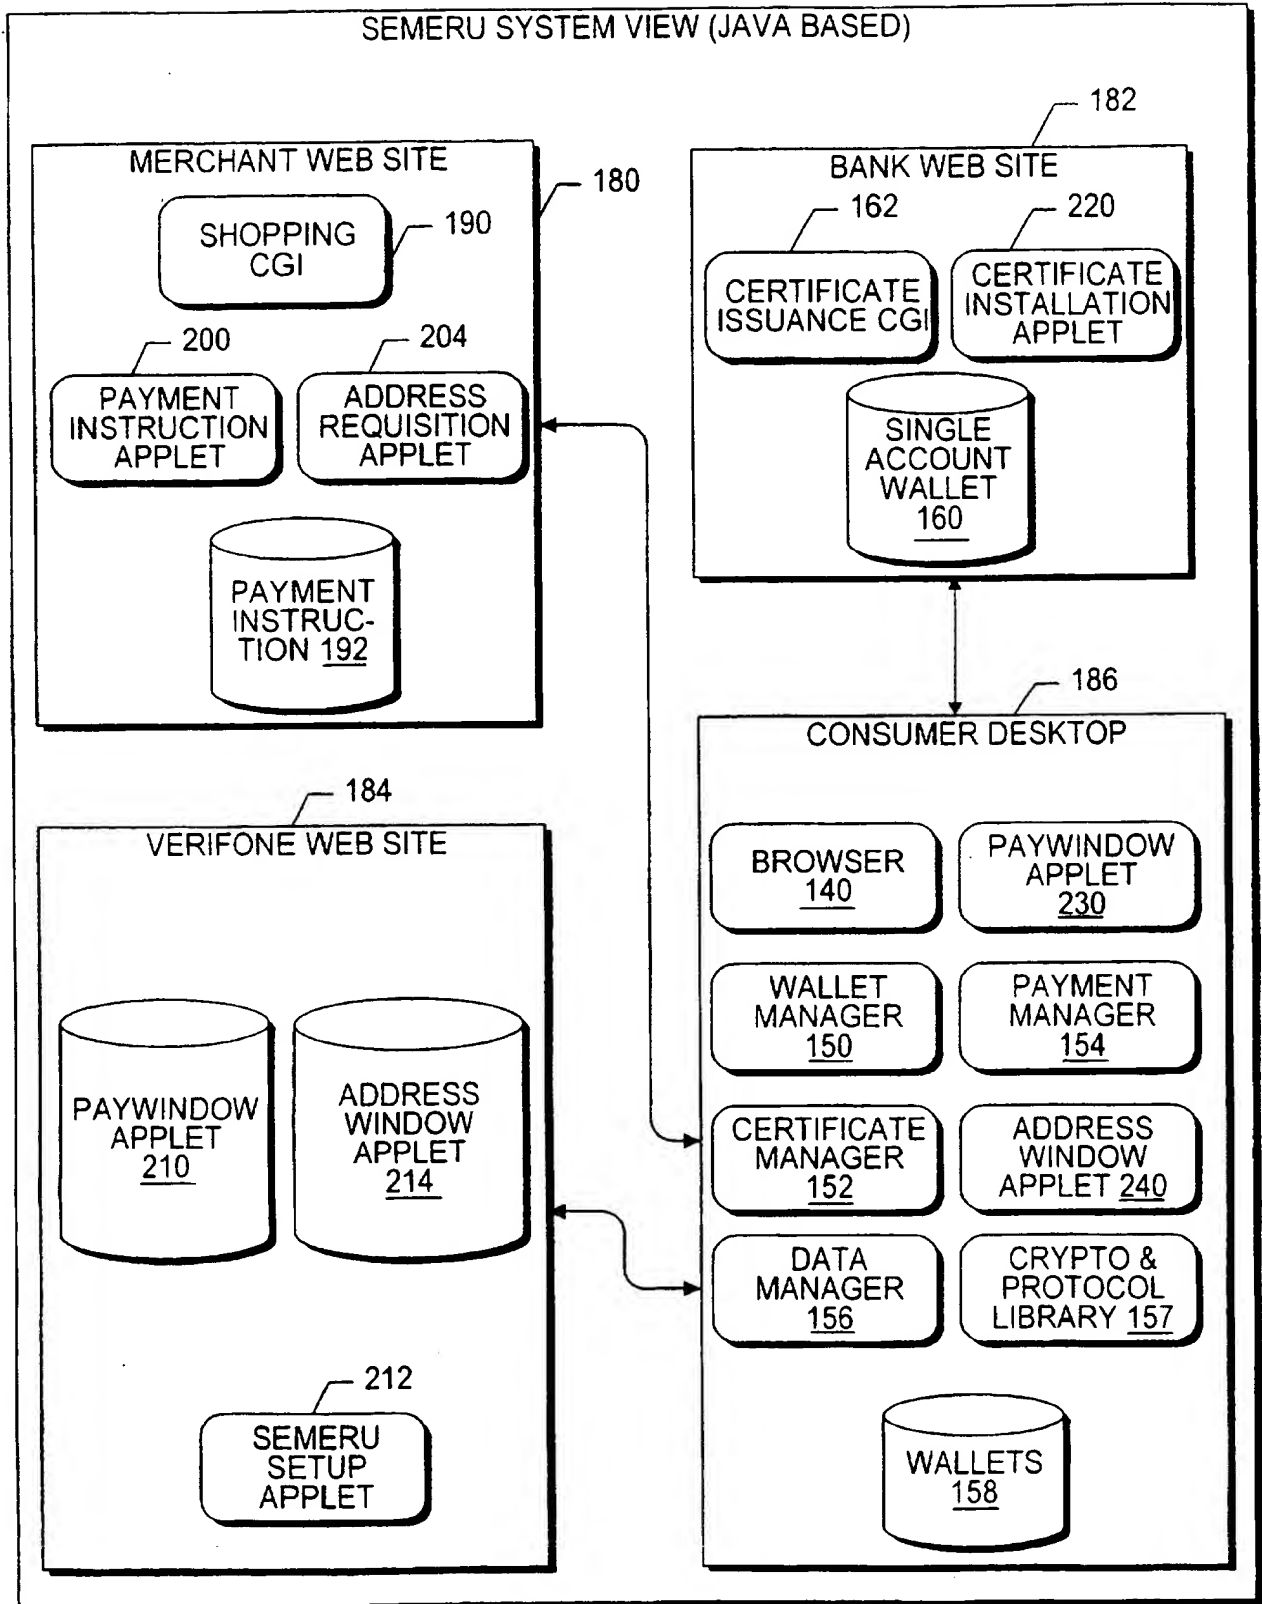 SEMERU SYSTEM VIEW (JAVA BASED)
182
MERCHANT WEB SITE
180
SHOPPING
CGI
190
200
204
PAYMENT
INSTRUCTION
APPLET
ADDRESS
REQUISITION
APPLET
PAYMENT
INSTRUC-
TION 192
BANK WEB SITE
162
220
CERTIFICATE
ISSUANCE CGI
CERTIFICATE
INSTALLATION
APPLET
SINGLE
ACCOUNT
WALLET
160
184
VERIFONE WEB SITE
PAYWINDOW
APPLET
210
ADDRESS
WINDOW
APPLET
214
212
SEMERU
SETUP
APPLET
186
CONSUMER DESKTOP
BROWSER
140
PAYWINDOW
APPLET
230
WALLET
MANAGER
150
PAYMENT
MANAGER
154
CERTIFICATE
MANAGER
152
ADDRESS
WINDOW
APPLET 240
DATA
MANAGER
156
CRYPTO &
PROTOCOL
LIBRARY 157
WALLETS
158